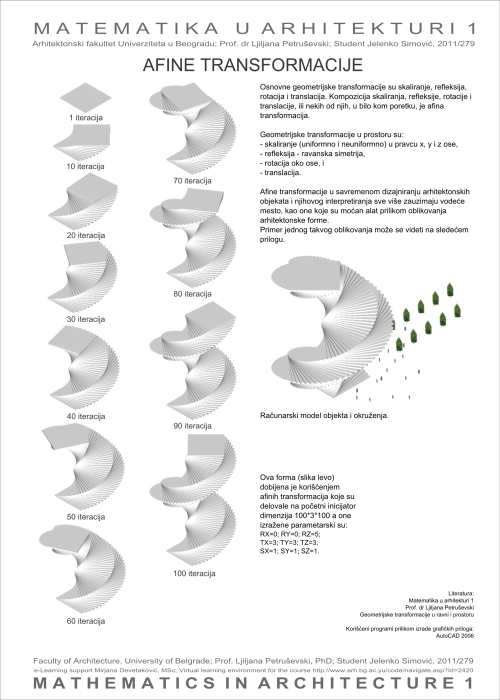 MATEMATIKA U ARHITEKTURI 1
Arhitektonski fakultet Univerziteta u Beogradu; Prof. dr Ljiljana Petruševski; Student Jelenko Simović, 2011/279
AFINE TRANSFORMACIJE
1 iteracija
10 iteracija
20 iteracija
30 iteracija
40 iteracija
50 iteracija
60 iteracija
70 iteracija
80 iteracija
90 iteracija
100 iteracija
Osnovne geometrijske transformacije su skaliranje, refleksija,
rotacija i translacija. Kompozicija skaliranja, refleksije, rotacije i
translacije, ili nekih od njih, u bilo kom poretku, je afina
transformacija.
Geometrijske transformacije u prostoru su:
- skaliranje (uniformno i neuniformno) u pravcu x, y i z ose,
- refleksija - ravanska simetrija,
- rotacija oko ose, i
- translacija.
Afine transformacije u savremenom dizajniranju arhitektonskih
objekata i njihovog interpretiranja sve više zauzimaju vodeće
mesto, kao one koje su moćan alat prilikom oblikovanja
arhitektonske forme.
Primer jednog takvog oblikovanja može se videti na sledećem
prilogu.
Računarski model objekta i okruženja.
Ova forma (slika levo)
dobijena je korišćenjem
afinih transformacija koje su
delovale na početni inicijator
dimenzija 100*3*100 a one
izražene parametarski su:
RX=0; RY=0; RZ=5;
TX=3; TY=3; TZ=3;
SX=1; SY=1; SZ=1.
Literatura:
Matematika u arhitekturi 1
Prof. dr Ljiljana Petruševski
Geometrijske transformacije u ravni i prostoru
Korišćeni programi prilikom izrade grafičkih priloga:
AutoCAD 2006
Faculty of Architecture, University of Belgrade; Prof. Ljiljana Petruševski, PhD; Student Jelenko Simović, 2011/279
e-Learning support Mirjana Devetaković, MSc; Virtual learning environment for the course http://www.arh.bg.ac.yu/code/navigate.asp?Id=2420
MATHEMATICS IN ARCHITECTURE 1